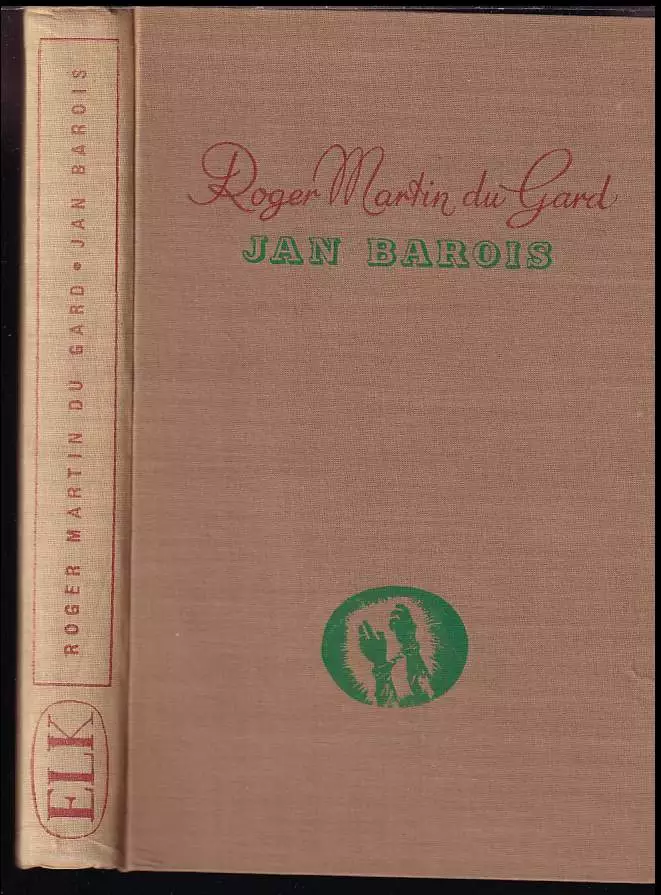 ROGER MARTIN DU GARD • JAN BAROIS
ELK
Roger Martin du Gard
JAN BAROIS